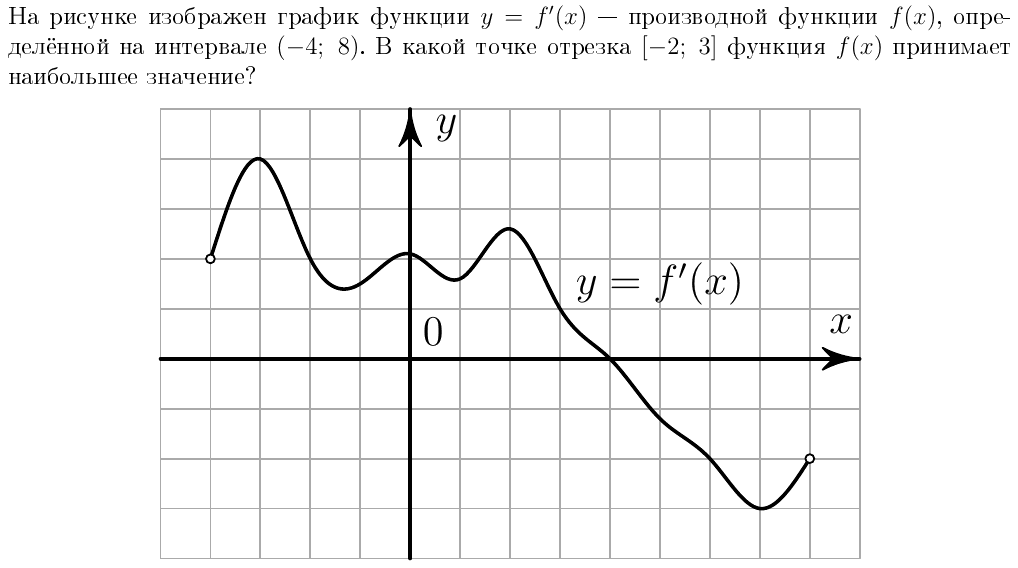 На рисунке изображен график функции y = f′(x) — производной функции f(x), опре-
делённой на интервале (−4; 8). В какой точке отрезка [−2; 3] функция f(x) принимает
наибольшее значение?
y
y = f′(x)
0
x